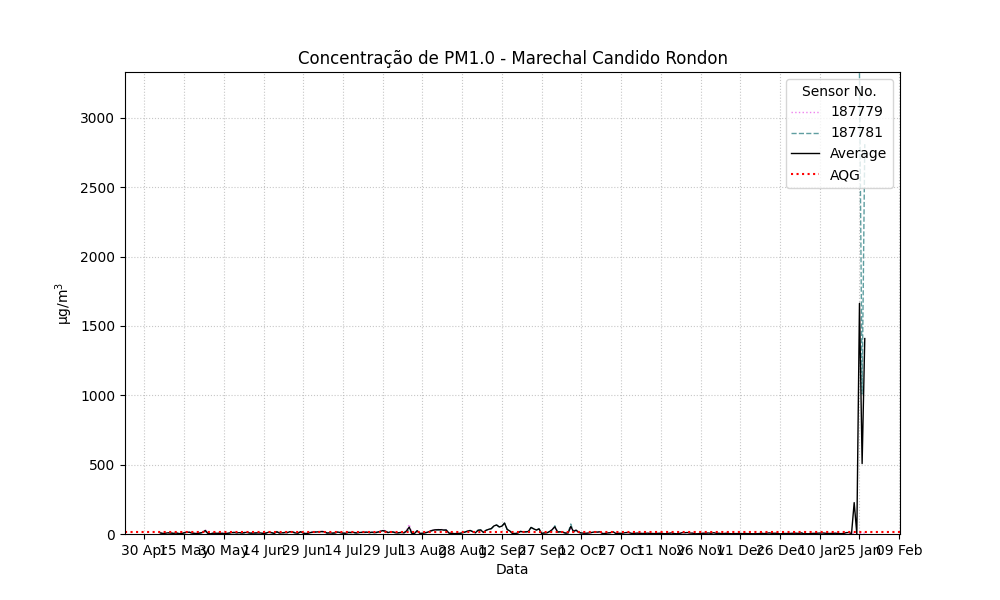 Concentração de PM1.0 - Marechal Candido Rondon
Sensor No.
187779
187781
Average
AQG
3000
2500
2000
1500
1000
500
0
µg/m³
30 Apr 15 May 30 May 14 Jun 29 Jun 14 Jul 29 Jul 13 Aug 28 Aug 12 Sep 27 Sep 12 Oct 27 Oct 11 Nov 26 Nov 11 Dec 26 Dec 10 Jan 25 Jan 09 Feb
Data